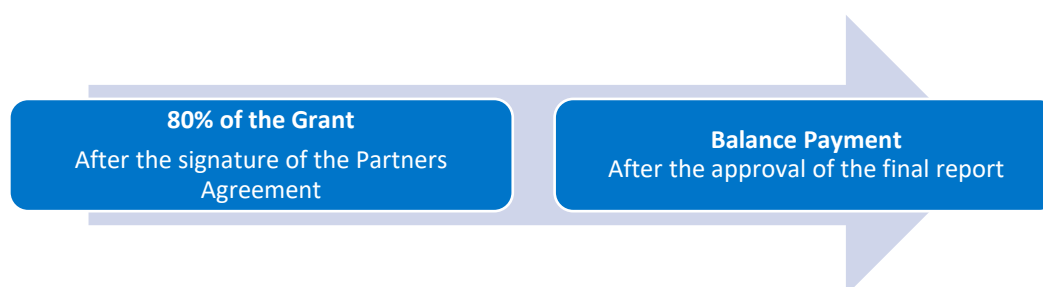 80% of the Grant
After the signature of the Partners
Agreement
Balance Payment
After the approval of the final report